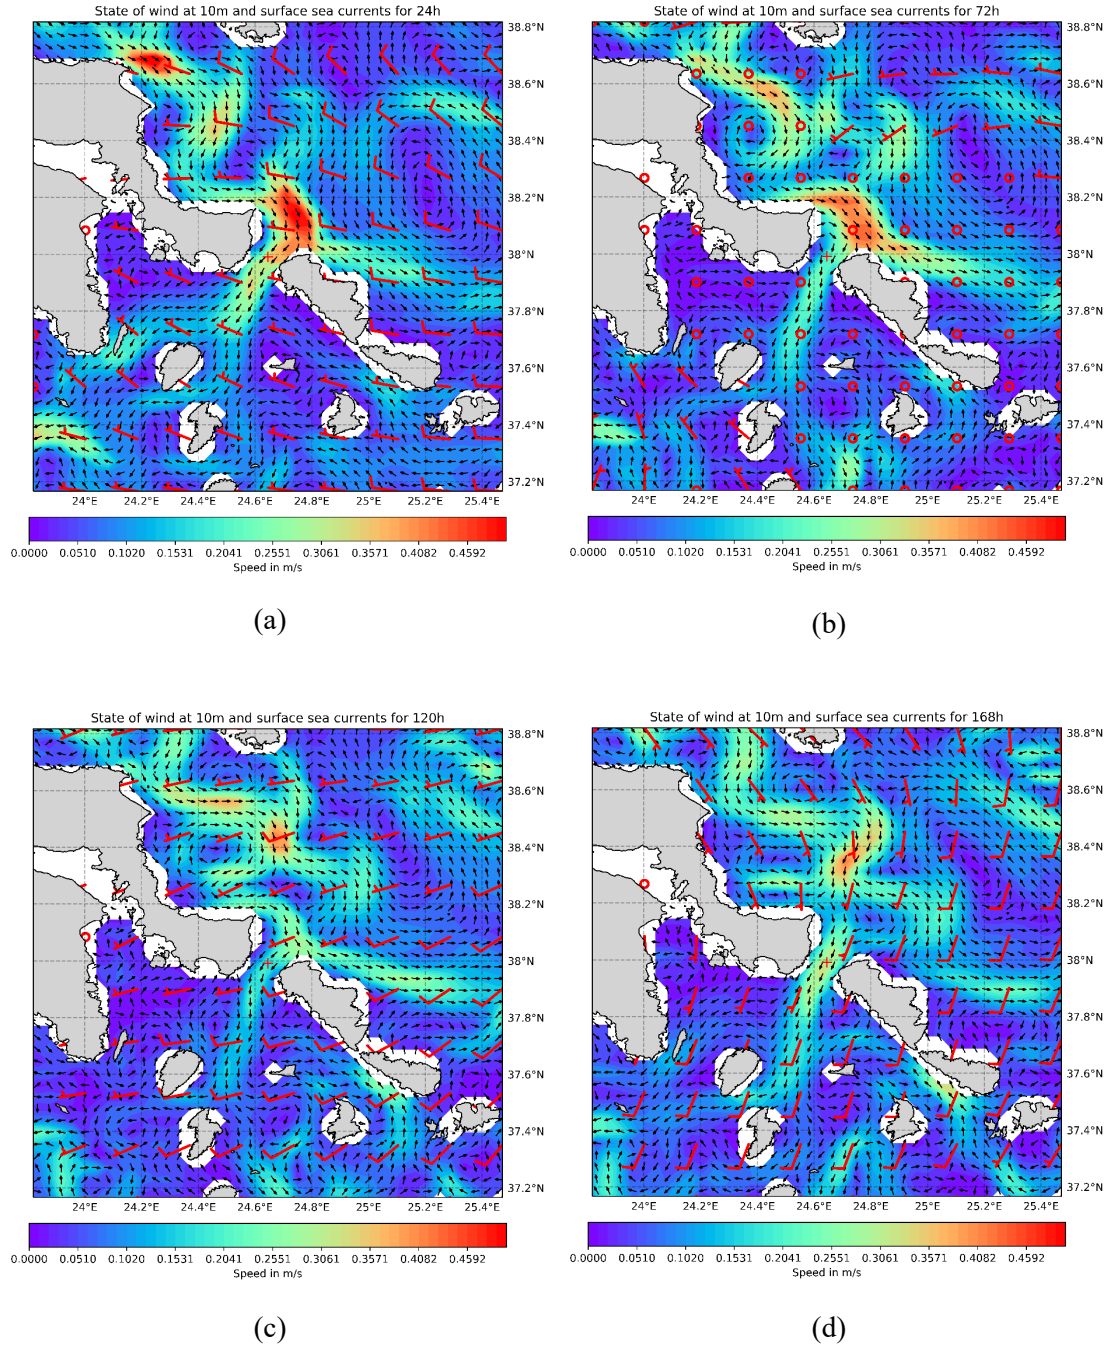 State of wind at 10m and surface sea currents for 24h
38.8°N
38.6°N
38.4°N
38.2°N
38°N
37.8°N
37.6°N
37.4°N
37.2°N
24°E 24.2°E 24.4°E 24.6°E 24.8°E 25°E 25.2°E 25.4°E
0.0000 0.0510 0.1020 0.1531 0.2041 0.2551 0.3061 0.3571 0.4082 0.4592
Speed in m/s
(a)
State of wind at 10m and surface sea currents for 72h
38.8°N
38.6°N
38.4°N
38.2°N
38°N
37.8°N
37.6°N
37.4°N
37.2°N
24°E 24.2°E 24.4°E 24.6°E 24.8°E 25°E 25.2°E 25.4°E
0.0000 0.0510 0.1020 0.1531 0.2041 0.2551 0.3061 0.3571 0.4082 0.4592
Speed in m/s
(b)
State of wind at 10m and surface sea currents for 120h
38.8°N
38.6°N
38.4°N
38.2°N
38°N
37.8°N
37.6°N
37.4°N
37.2°N
24°E 24.2°E 24.4°E 24.6°E 24.8°E 25°E 25.2°E 25.4°E
0.0000 0.0510 0.1020 0.1531 0.2041 0.2551 0.3061 0.3571 0.4082 0.4592
Speed in m/s
(c)
State of wind at 10m and surface sea currents for 168h
38.8°N
38.6°N
38.4°N
38.2°N
38°N
37.8°N
37.6°N
37.4°N
37.2°N
24°E 24.2°E 24.4°E 24.6°E 24.8°E 25°E 25.2°E 25.4°E
0.0000 0.0510 0.1020 0.1531 0.2041 0.2551 0.3061 0.3571 0.4082 0.4592
Speed in m/s
(d)